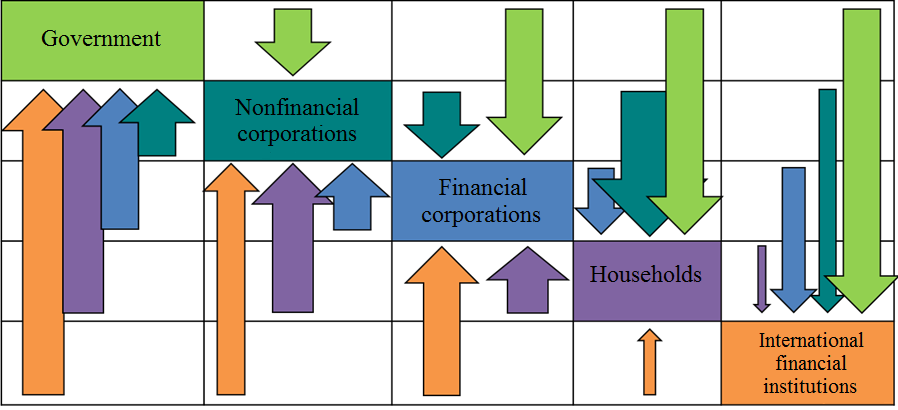 Government
Nonfinancial
corporations
Financial
corporations
Households
International
financial
institutions